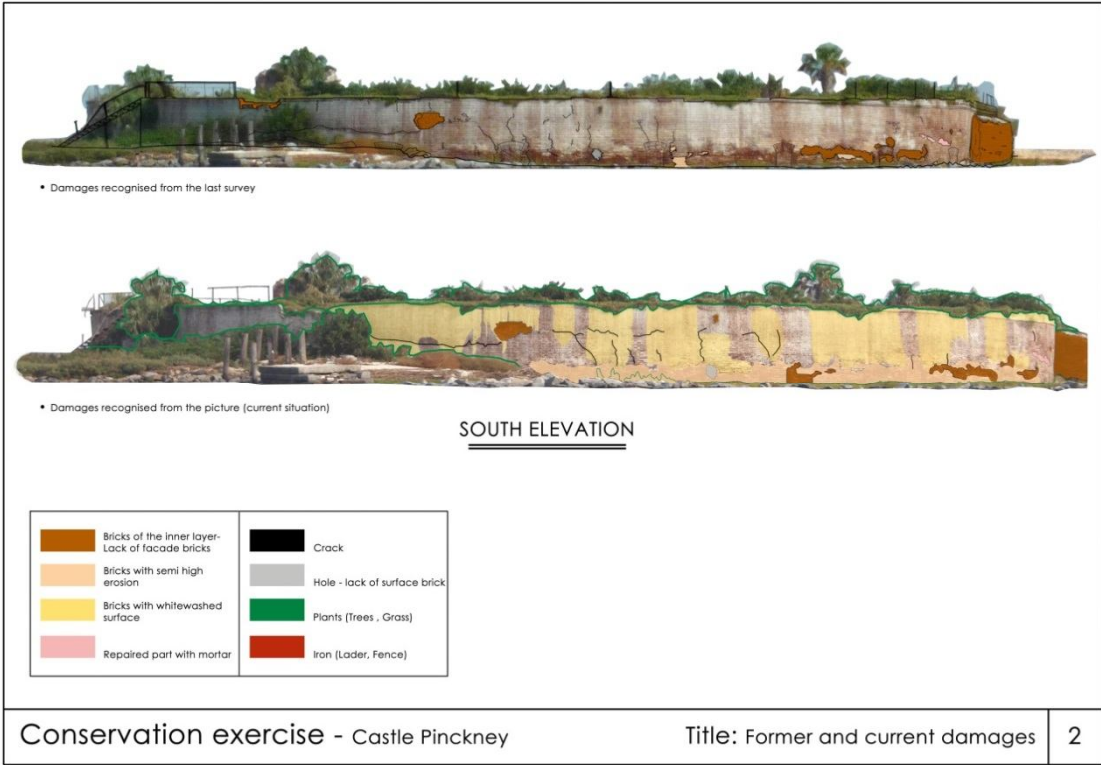 • Damages recognised from the last survey
• Damages recognised from the picture (current situation)
SOUTH ELEVATION
Bricks of the inner layer-
Lack of facade bricks
Bricks with semi high
erosion
Bricks with whitewashed
surface
Repaired part with mortar
Crack
Hole - lack of surface brick
Plants (Trees , Grass)
Iron (Lader, Fence)
Conservation exercise - Castle Pinckney
Title: Former and current damages
2